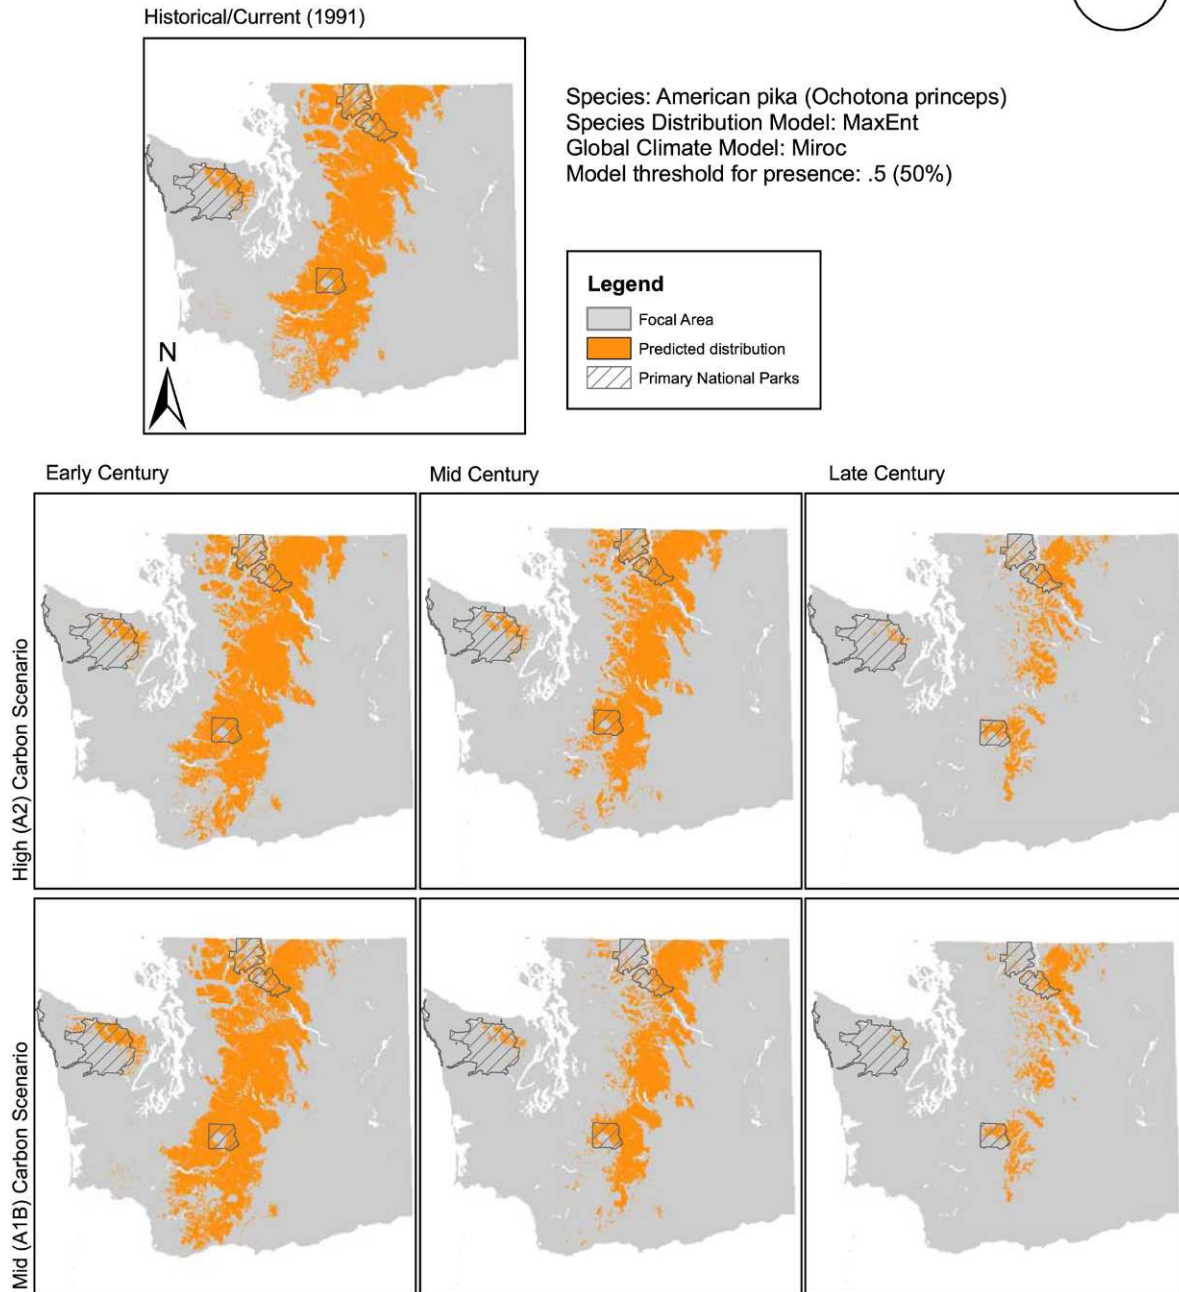 Historical/Current (1991)
Species: American pika (Ochotona princeps)
Species Distribution Model: MaxEnt
Global Climate Model: Miroc
Model threshold for presence: .5 (50%)
Legend
Focal Area
Predicted distribution
Primary National Parks
N
Early Century
Mid Century
Late Century
High (A2) Carbon Scenario
Mid (A1B) Carbon Scenario